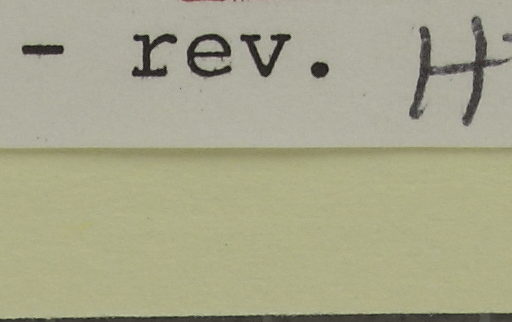 - rev. H